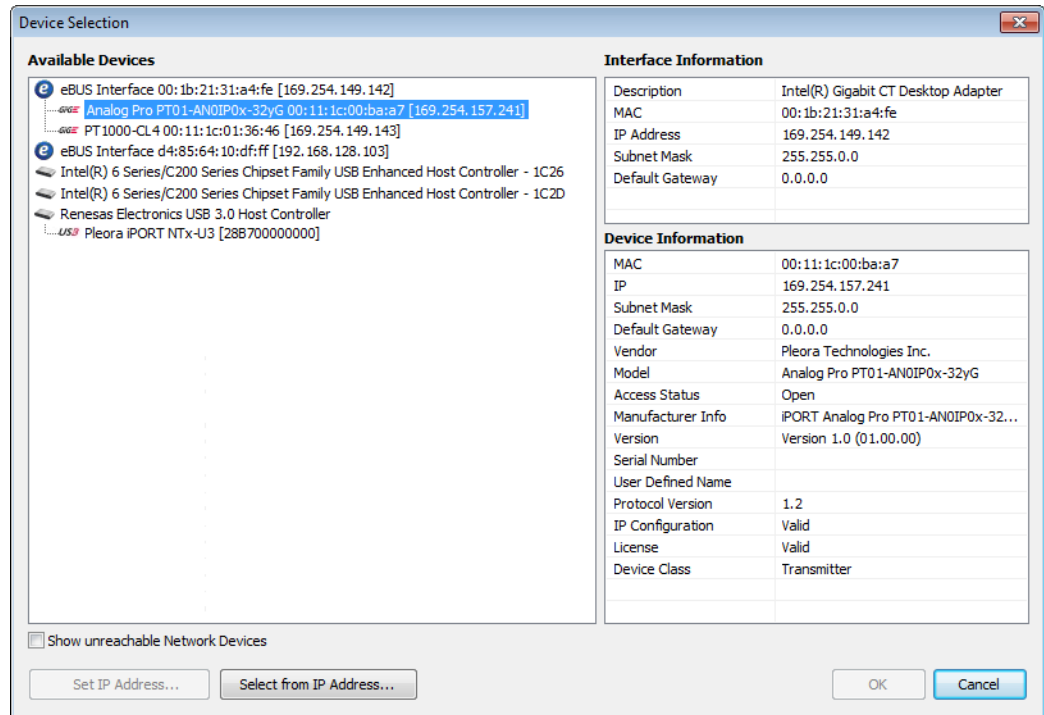 Device Selection
Available Devices
eBUS Interface 00:1b:21:31:a4:fe [169.254.149.142]
GIGE Analog Pro PT01-AN0IP0x-32yG 00:11:1c:00:ba:a7 [169.254.157.241]
GIGE PT1000-CL4 00:11:1c:01:36:46 [169.254.149.143]
eBUS Interface d4:85:64:10:df:ff [192.168.128.103]
Intel(R) 6 Series/C200 Series Chipset Family USB Enhanced Host Controller - 1C26
Intel(R) 6 Series/C200 Series Chipset Family USB Enhanced Host Controller - 1C2D
Renesas Electronics USB 3.0 Host Controller
USB Pleora iPORT NTx-U3 [28B700000000]
Interface Information
Description Intel(R) Gigabit CT Desktop Adapter
MAC 00:1b:21:31:a4:fe
IP Address 169.254.149.142
Subnet Mask 255.255.0.0
Default Gateway 0.0.0.0
Device Information
MAC 00:11:1c:00:ba:a7
IP 169.254.157.241
Subnet Mask 255.255.0.0
Default Gateway 0.0.0.0
Vendor Pleora Technologies Inc.
Model Analog Pro PT01-AN0IP0x-32yG
Access Status Open
Manufacturer Info iPORT Analog Pro PT01-AN0IP0x-32...
Version Version 1.0 (01.00.00)
Serial Number
User Defined Name
Protocol Version 1.2
IP Configuration Valid
License Valid
Device Class Transmitter
Show unreachable Network Devices
Set IP Address... Select from IP Address... OK Cancel